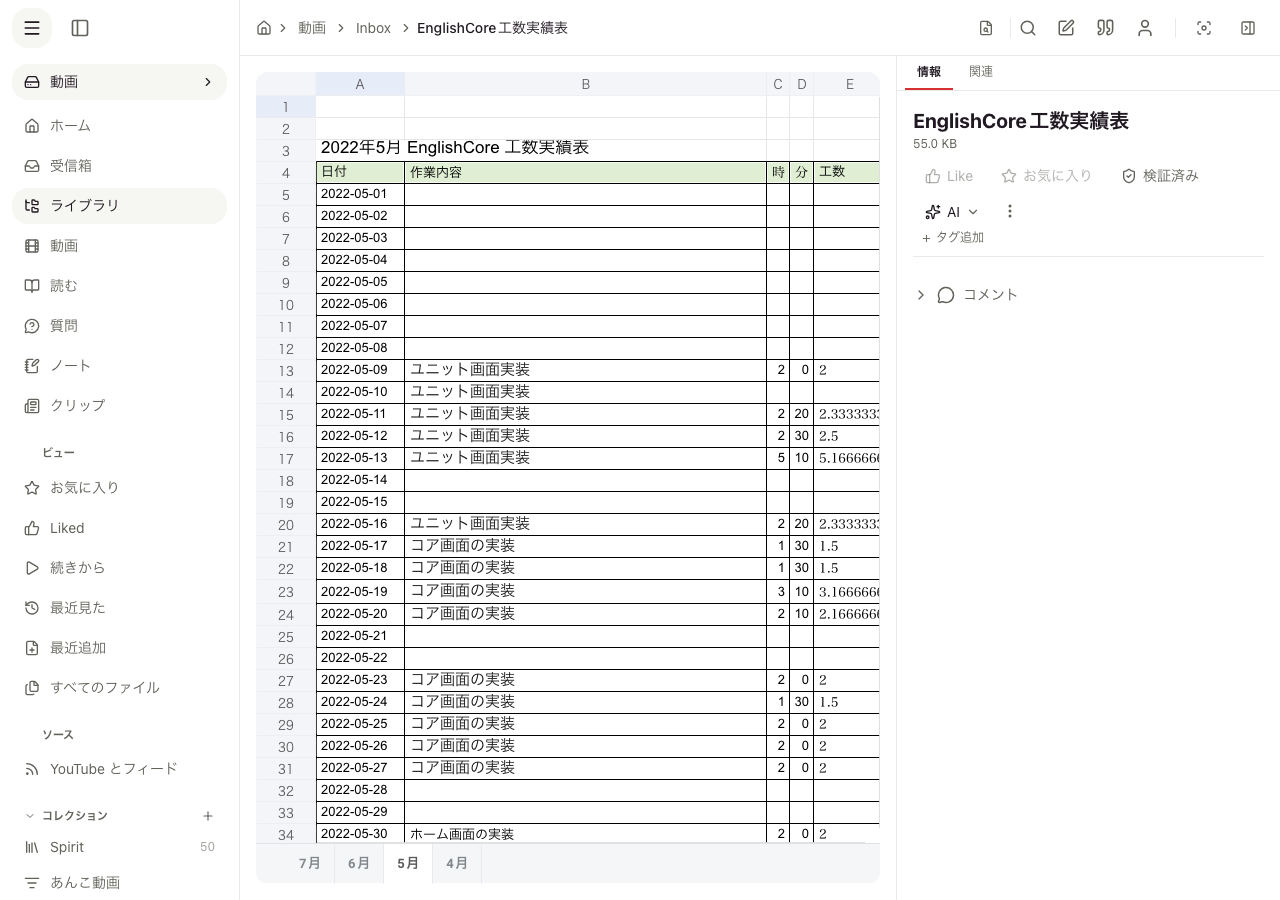 動画
動画
Inbox
EnglishCore工数実績表
ホーム
受信箱
ライブラリ
動画
読む
質問
ノート
クリップ
ビュー
お気に入り
Liked
続きから
最近見た
最近追加
すべてのファイル
ソース
YouTube とフィード
コレクション
Spirit 50
あんこ動画
A B C D E
1
2
3 2022年5月 EnglishCore 工数実績表
4 日付 作業内容 時 分 工数
5 2022-05-01
6 2022-05-02
7 2022-05-03
8 2022-05-04
9 2022-05-05
10 2022-05-06
11 2022-05-07
12 2022-05-08
13 2022-05-09 ユニット画面実装 2 0 2
14 2022-05-10 ユニット画面実装
15 2022-05-11 ユニット画面実装 2 20 2.3333333
16 2022-05-12 ユニット画面実装 2 30 2.5
17 2022-05-13 ユニット画面実装 5 10 5.1666666
18 2022-05-14
19 2022-05-15
20 2022-05-16 ユニット画面実装 2 20 2.3333333
21 2022-05-17 コア画面の実装 1 30 1.5
22 2022-05-18 コア画面の実装 1 30 1.5
23 2022-05-19 コア画面の実装 3 10 3.1666666
24 2022-05-20 コア画面の実装 2 10 2.1666666
25 2022-05-21
26 2022-05-22
27 2022-05-23 コア画面の実装 2 0 2
28 2022-05-24 コア画面の実装 1 30 1.5
29 2022-05-25 コア画面の実装 2 0 2
30 2022-05-26 コア画面の実装 2 0 2
31 2022-05-27 コア画面の実装 2 0 2
32 2022-05-28
33 2022-05-29
34 2022-05-30 ホーム画面の実装 2 0 2
7月 6月 5月 4月
情報 関連
EnglishCore工数実績表
55.0 KB
Like お気に入り 検証済み
AI
+ タグ追加
コメント